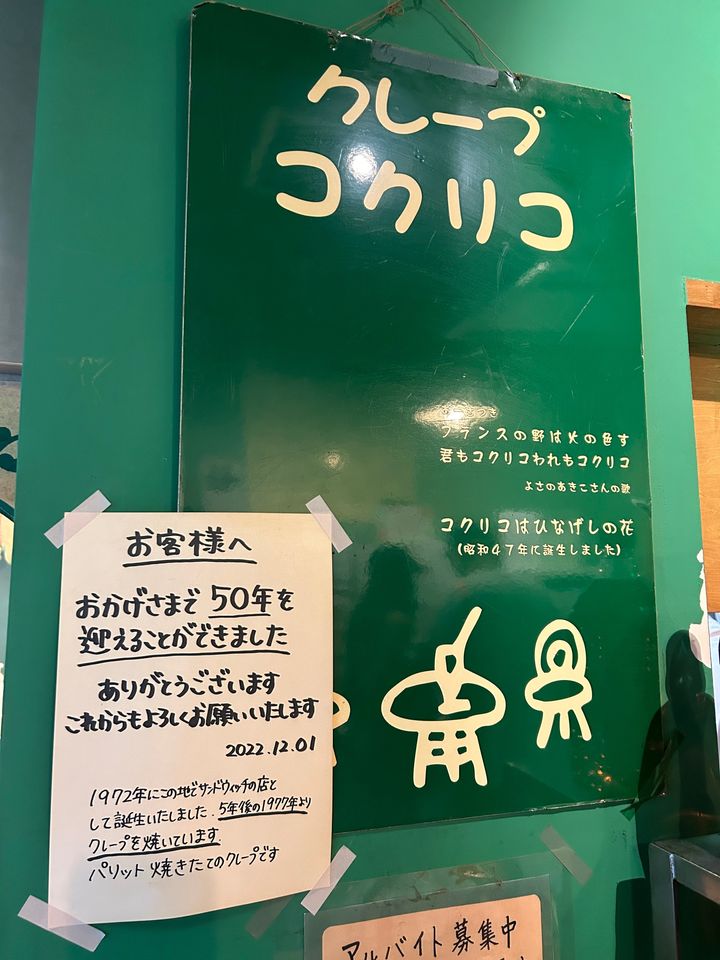 クレープ
コクリコ
フランスの野は火の色す
君もコクリコわれもコクリコ
よさのあきこさんの歌
コクリコはひなげしの花
(昭和47年に誕生しました)
お客様へ
おかげさまで50年を
迎えることができました
ありがとうございます
これからもよろしくお願いいたします
2022.12.01
1972年にこの地でサンドウィッチの店と
して誕生いたしました.5年後の1977年より
クレープを焼いています.
パリット焼きたてのクレープです
アルバイト募集中